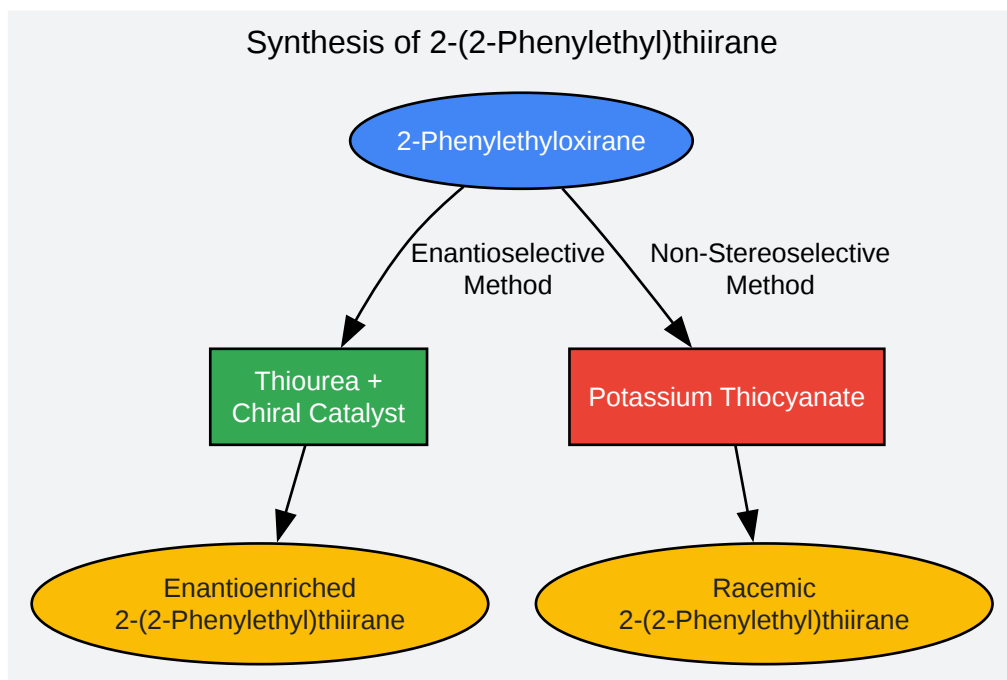 Synthesis of 2-(2-Phenylethyl)thiirane
2-Phenylethyloxirane
Enantioselective
Method
Non-Stereoselective
Method
Thiourea +
Chiral Catalyst
Potassium Thiocyanate
Enantioenriched
2-(2-Phenylethyl)thiirane
Racemic
2-(2-Phenylethyl)thiirane